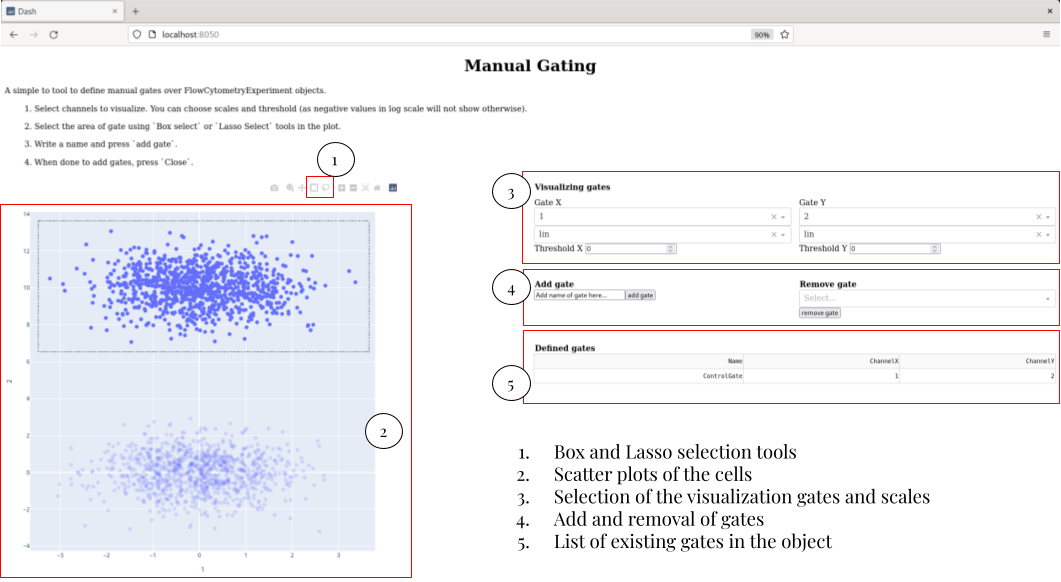 Dash
localhost:8050
90%
Manual Gating
A simple to tool to define manual gates over FlowCytometryExperiment objects.
1. Select channels to visualize. You can choose scales and threshold (as negative values in log scale will not show otherwise).
2. Select the area of gate using `Box select` or `Lasso Select` tools in the plot.
3. Write a name and press `add gate`.
4. When done to add gates, press `Close`.
1
14
12
10
8
6
4
2
0
−2
−4
2
−3
−2
−1
0
1
2
3
1
2
3
Visualizing gates
Gate X
Gate Y
1
2
lin
lin
Threshold X 0
Threshold Y 0
4
Add gate
Remove gate
Add name of gate here...
add gate
Select...
remove gate
5
Defined gates
Name ChannelX ChannelY
ControlGate 1 2
1. Box and Lasso selection tools
2. Scatter plots of the cells
3. Selection of the visualization gates and scales
4. Add and removal of gates
5. List of existing gates in the object